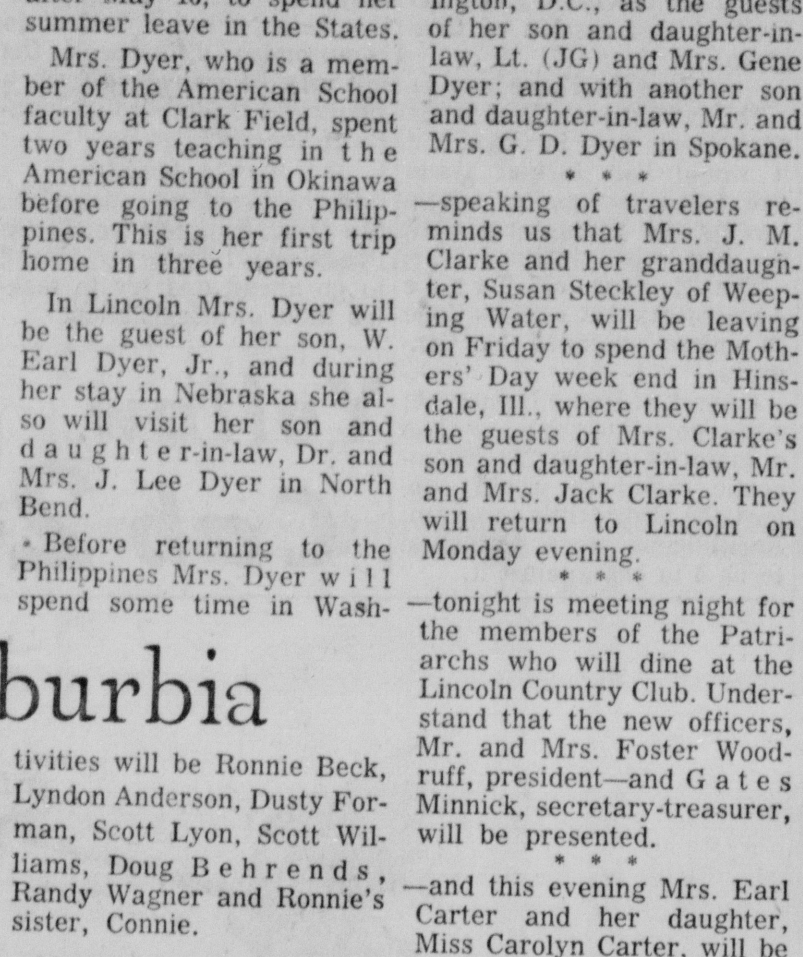 after May 10, to spend her
summer leave in the States.
Mrs. Dyer, who is a mem-
ber of the American School
faculty at Clark Field, spent
two years teaching in t h e
American School in Okinawa
before going to the Philip-
pines. This is her first trip
home in three years.
In Lincoln Mrs. Dyer will
be the guest of her son, W.
Earl Dyer, Jr., and during
her stay in Nebraska she al-
so will visit her son and
d a u g h t e r-in-law, Dr. and
Mrs. J. Lee Dyer in North
Bend.
Before returning to the
Philippines Mrs. Dyer w i l l
spend some time in Wash-
ington, D.C., as the guests
of her son and daughter-in-
law, Lt. (JG) and Mrs. Gene
Dyer; and with another son
and daughter-in-law, Mr. and
Mrs. G. D. Dyer in Spokane.
* * *
—speaking of travelers re-
minds us that Mrs. J. M.
Clarke and her granddaugh-
ter, Susan Steckley of Weep-
ing Water, will be leaving
on Friday to spend the Moth-
ers' Day week end in Hins-
dale, Ill., where they will be
the guests of Mrs. Clarke's
son and daughter-in-law, Mr.
and Mrs. Jack Clarke. They
will return to Lincoln on
Monday evening.
* * *
—tonight is meeting night for
the members of the Patri-
archs who will dine at the
Lincoln Country Club. Under-
stand that the new officers,
Mr. and Mrs. Foster Wood-
ruff, president—and G a t e s
Minnick, secretary-treasurer,
will be presented.
* * *
—and this evening Mrs. Earl
Carter and her daughter,
Miss Carolyn Carter, will be
burbia
tivities will be Ronnie Beck,
Lyndon Anderson, Dusty For-
man, Scott Lyon, Scott Wil-
liams, Doug B e h r e n d s ,
Randy Wagner and Ronnie's
sister, Connie.